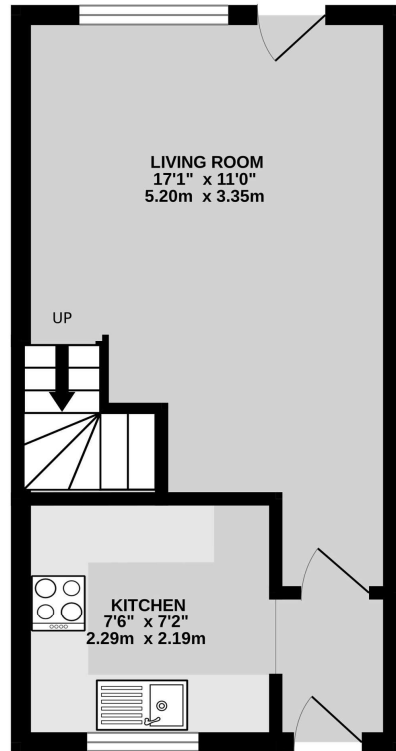 LIVING ROOM
17'1" x 11'0"
5.20m x 3.35m
UP
KITCHEN
7'6" x 7'2"
2.29m x 2.19m